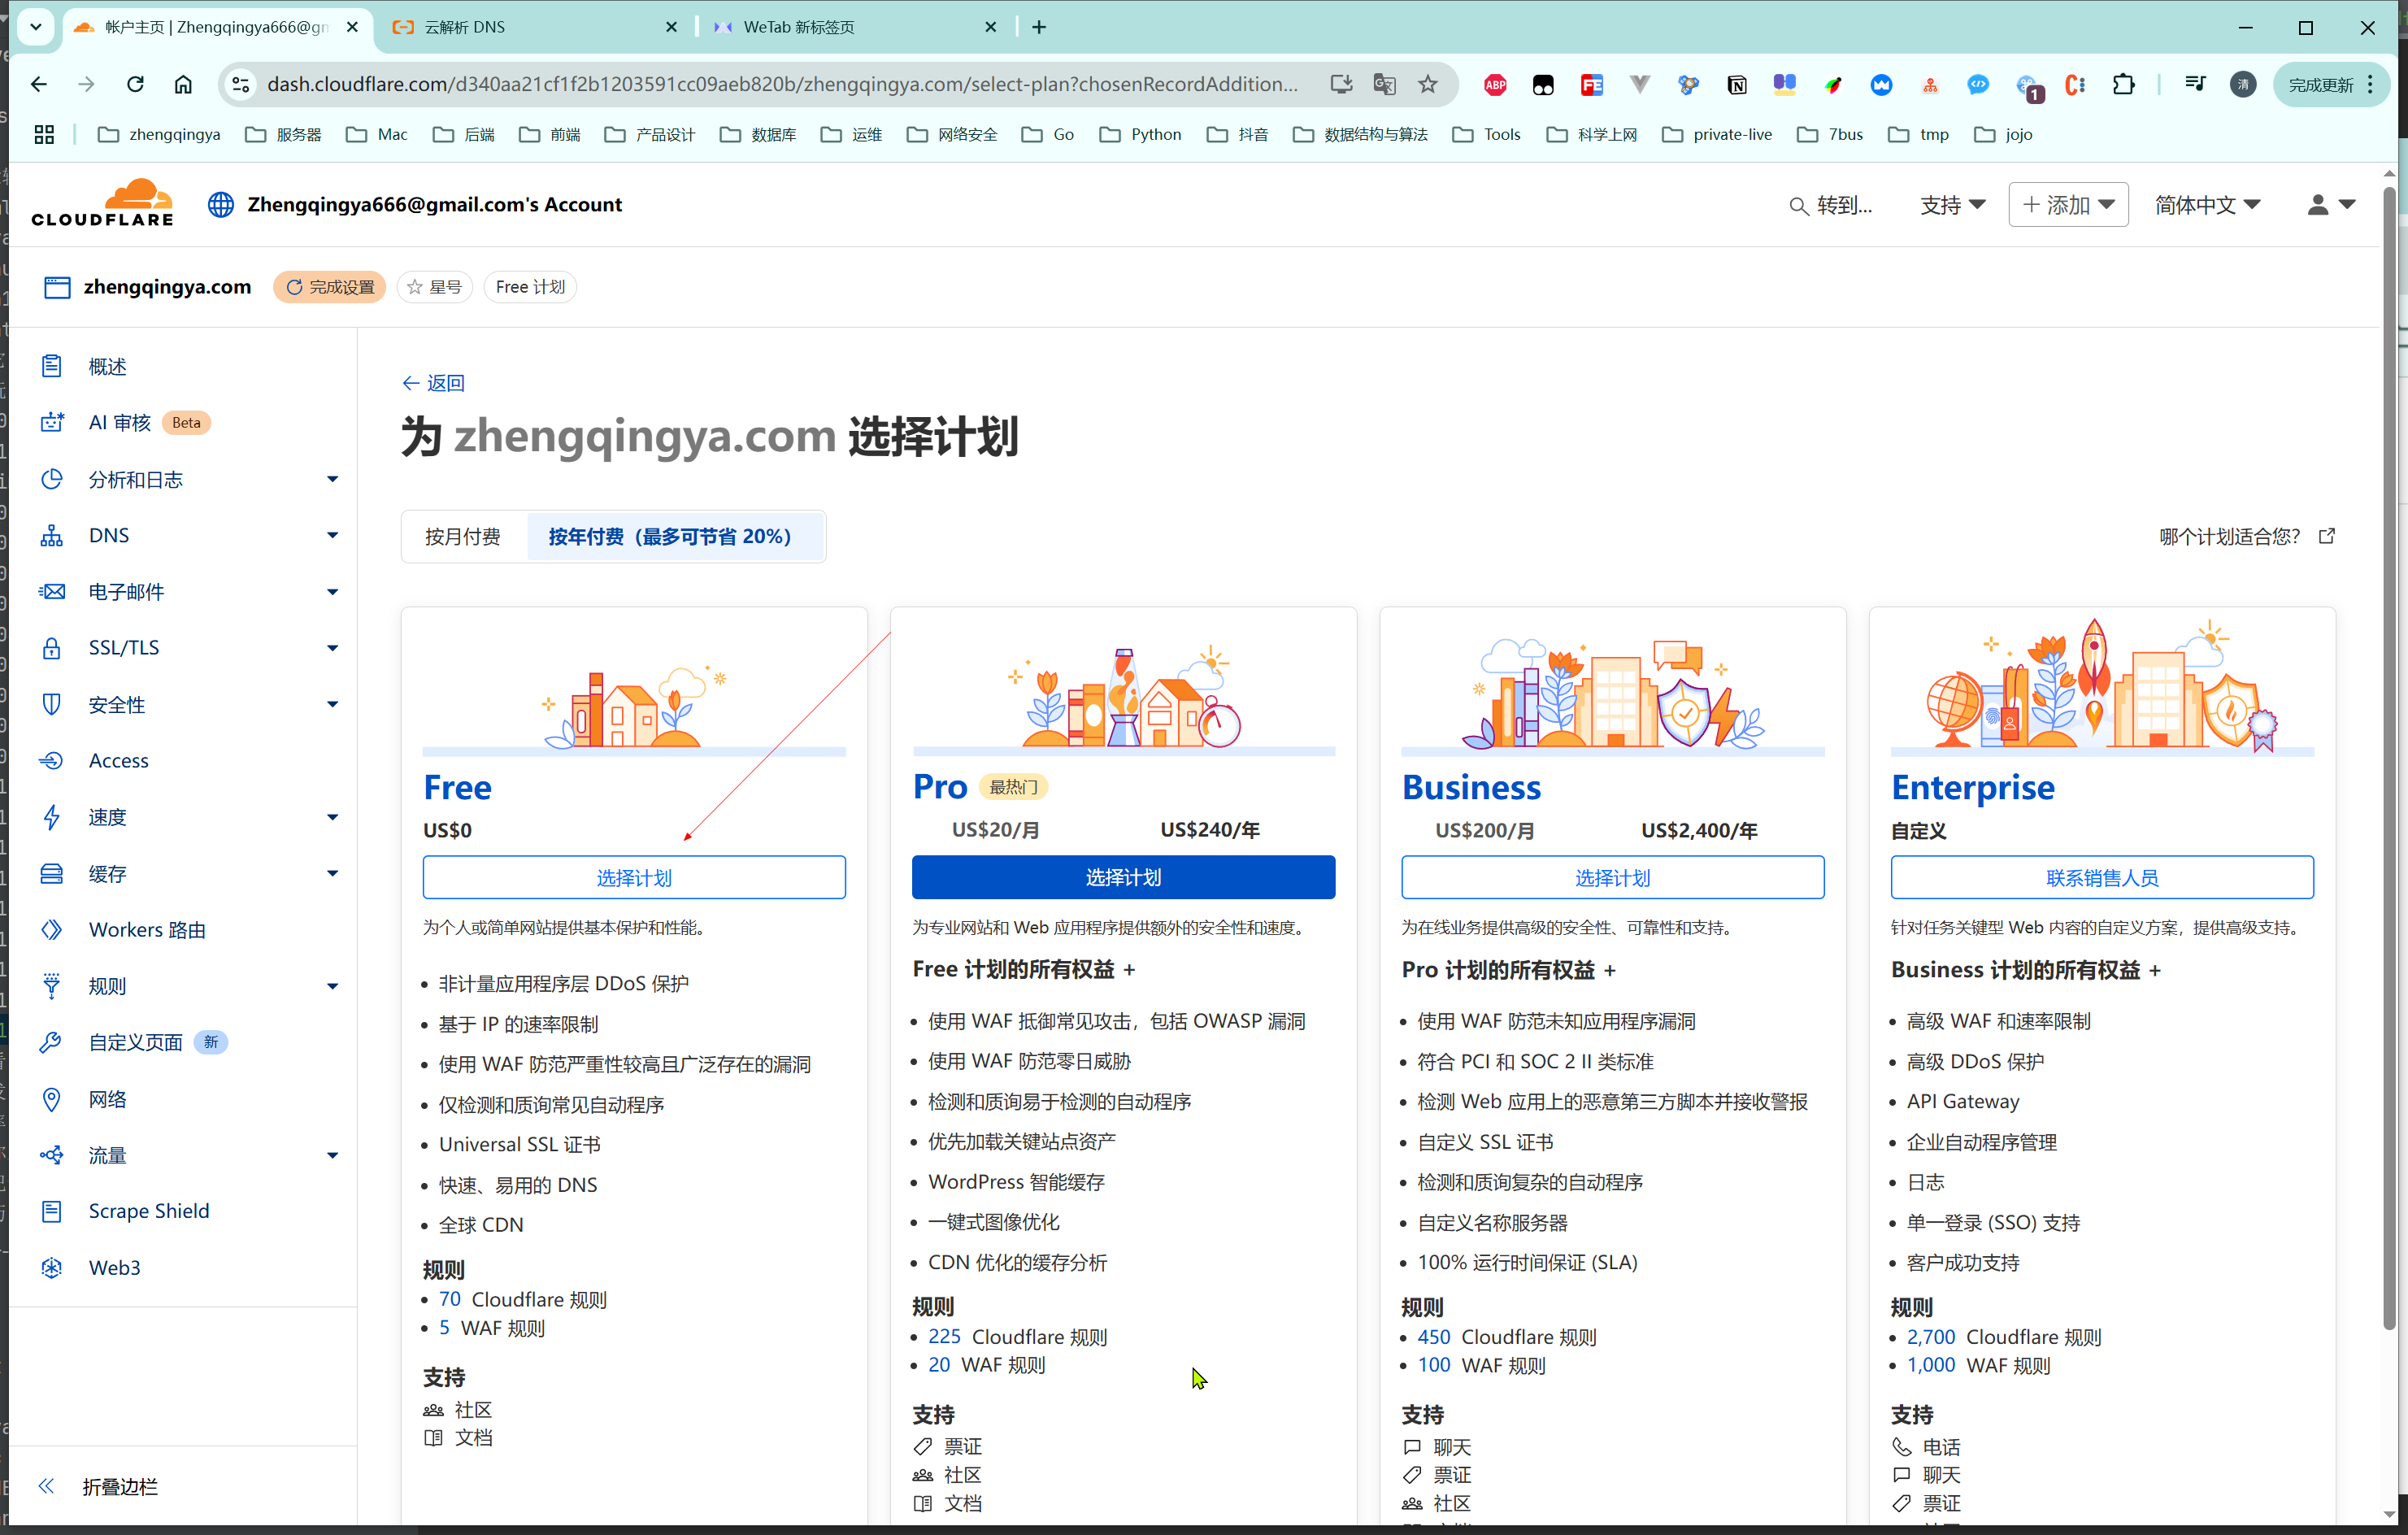 帐户主页 | Zhengqingya666@gm
云解析 DNS
WeTab 新标签页
dash.cloudflare.com/d340aa21cf1f2b1203591cc09aeb820b/zhengqingya.com/select-plan?chosenRecordAddition...
ABP
FE
1
清
完成更新
zhengqingya
服务器
Mac
后端
前端
产品设计
数据库
运维
网络安全
Go
Python
抖音
数据结构与算法
Tools
科学上网
private-live
7bus
tmp
jojo
CLOUDFLARE
Zhengqingya666@gmail.com's Account
转到...
支持
添加
简体中文
zhengqingya.com
完成设置
星号
Free 计划
概述
AI 审核 Beta
分析和日志
DNS
电子邮件
SSL/TLS
安全性
Access
速度
缓存
Workers 路由
规则
自定义页面 新
网络
流量
Scrape Shield
Web3
折叠边栏
返回
为 zhengqingya.com 选择计划
按月付费
按年付费（最多可节省 20%）
哪个计划适合您？
Free
US$0
选择计划
为个人或简单网站提供基本保护和性能。
非计量应用程序层 DDoS 保护
基于 IP 的速率限制
使用 WAF 防范严重性较高且广泛存在的漏洞
仅检测和质询常见自动程序
Universal SSL 证书
快速、易用的 DNS
全球 CDN
规则
70 Cloudflare 规则
5 WAF 规则
支持
社区
文档
Pro 最热门
US$20/月 US$240/年
选择计划
为专业网站和 Web 应用程序提供额外的安全性和速度。
Free 计划的所有权益 +
使用 WAF 抵御常见攻击，包括 OWASP 漏洞
使用 WAF 防范零日威胁
检测和质询易于检测的自动程序
优先加载关键站点资产
WordPress 智能缓存
一键式图像优化
CDN 优化的缓存分析
规则
225 Cloudflare 规则
20 WAF 规则
支持
票证
社区
文档
Business
US$200/月 US$2,400/年
选择计划
为在线业务提供高级的安全性、可靠性和支持。
Pro 计划的所有权益 +
使用 WAF 防范未知应用程序漏洞
符合 PCI 和 SOC 2 II 类标准
检测 Web 应用上的恶意第三方脚本并接收警报
自定义 SSL 证书
检测和质询复杂的自动程序
自定义名称服务器
100% 运行时间保证 (SLA)
规则
450 Cloudflare 规则
100 WAF 规则
支持
聊天
票证
社区
Enterprise
自定义
联系销售人员
针对任务关键型 Web 内容的自定义方案，提供高级支持。
Business 计划的所有权益 +
高级 WAF 和速率限制
高级 DDoS 保护
API Gateway
企业自动程序管理
日志
单一登录 (SSO) 支持
客户成功支持
规则
2,700 Cloudflare 规则
1,000 WAF 规则
支持
电话
聊天
票证